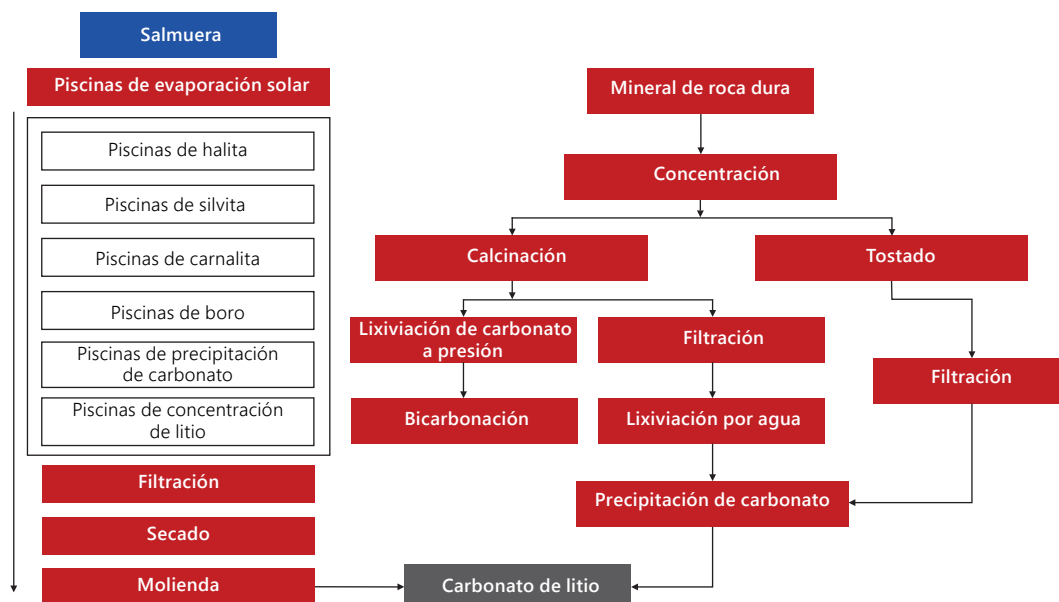 Salmuera
Piscinas de evaporación solar
Piscinas de halita
Piscinas de silvita
Piscinas de carnalita
Piscinas de boro
Piscinas de precipitación
de carbonato
Piscinas de concentración
de litio
Filtración
Secado
Molienda
Mineral de roca dura
Concentración
Calcinación
Tostado
Lixiviación de carbonato
a presión
Filtración
Filtración
Bicarbonación
Lixiviación por agua
Precipitación de carbonato
Carbonato de litio